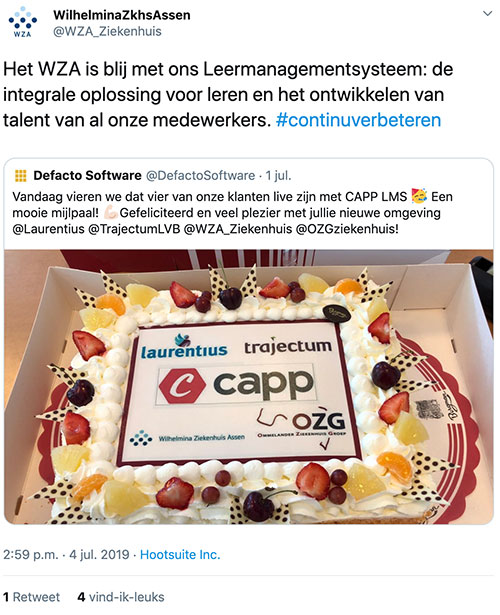 WilhelminaZkhsAssen
@WZA_Ziekenhuis
WZA
Het WZA is blij met ons Leermanagementsysteem: de
integrale oplossing voor leren en het ontwikkelen van
talent van al onze medewerkers. #continuverbeteren
Defacto Software @DefactoSoftware · 1 jul.
Vandaag vieren we dat vier van onze klanten live zijn met CAPP LMS 🥳 Een
mooie mijlpaal! 💪🏻Gefeliciteerd en veel plezier met jullie nieuwe omgeving
@Laurentius @TrajectumLVB @WZA_Ziekenhuis @OZGziekenhuis!
laurentius trajectum
c capp
Wilhelmina Ziekenhuis Assen
OZG
Ommelander Ziekenhuis Groep
2:59 p.m. · 4 jul. 2019 · Hootsuite Inc.
1 Retweet 4 vind-ik-leuks